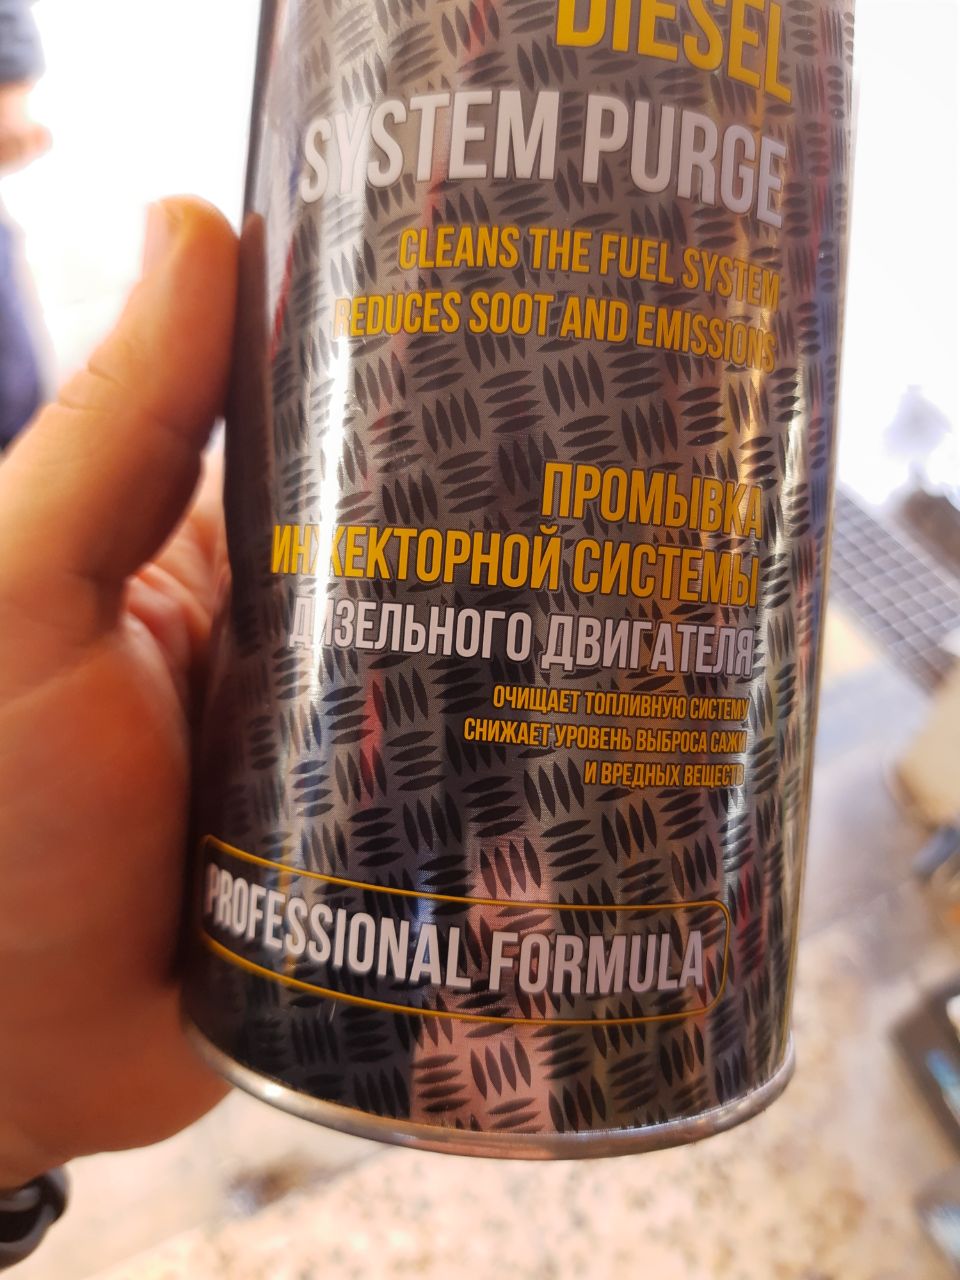 DIESEL
SYSTEM PURGE
CLEANS THE FUEL SYSTEM
REDUCES SOOT AND EMISSIONS
ПРОМЫВКА
ИНЖЕКТОРНОЙ СИСТЕМЫ
ДИЗЕЛЬНОГО ДВИГАТЕЛЯ
ОЧИЩАЕТ ТОПЛИВНУЮ СИСТЕМУ
СНИЖАЕТ УРОВЕНЬ ВЫБРОСА САЖИ
И ВРЕДНЫХ ВЕЩЕСТВ
PROFESSIONAL FORMULA